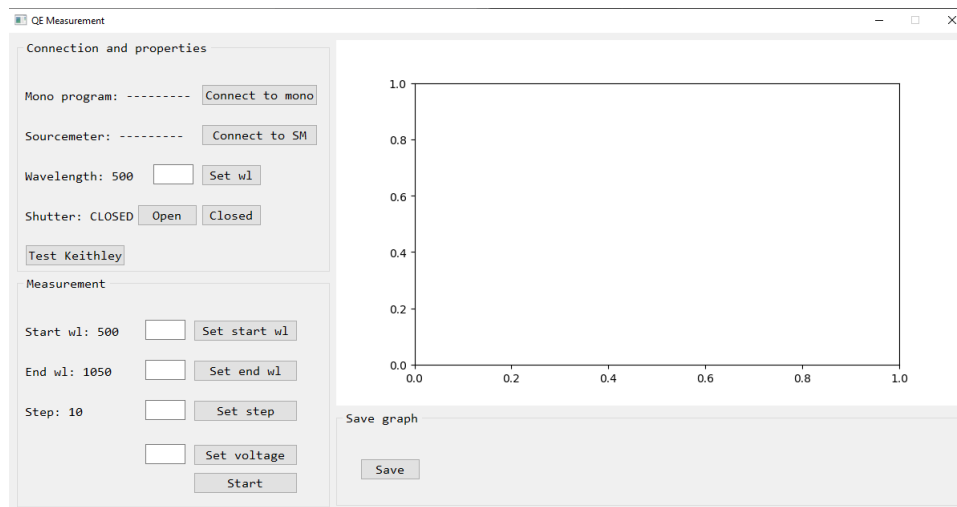 QE Measurement
Connection and properties
Mono program: --------- Connect to mono
Sourcemeter: --------- Connect to SM
Wavelength: 500 Set wl
Shutter: CLOSED Open Closed
Test Keithley
Measurement
Start wl: 500 Set start wl
End wl: 1050 Set end wl
Step: 10 Set step
Set voltage
Start
1.0
0.8
0.6
0.4
0.2
0.0
0.0 0.2 0.4 0.6 0.8 1.0
Save graph
Save